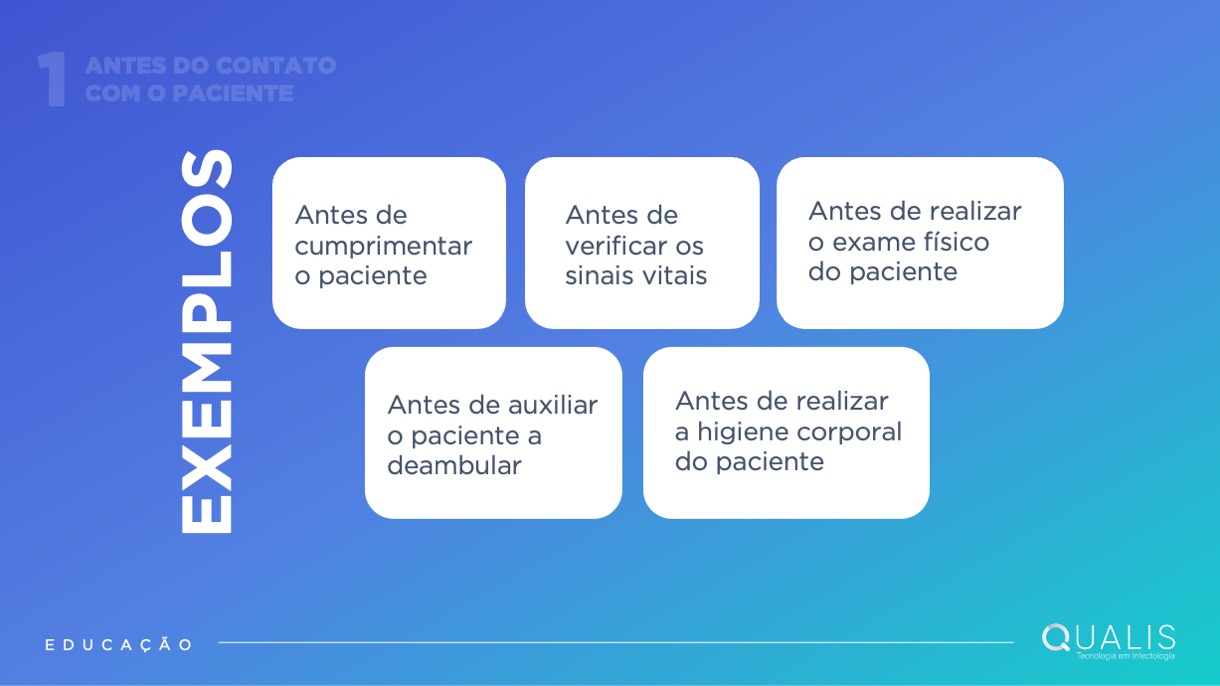 1
ANTES DO CONTATO
COM O PACIENTE
EXEMPLOS
Antes de
cumprimentar
o paciente
Antes de
verificar os
sinais vitais
Antes de realizar
o exame físico
do paciente
Antes de auxiliar
o paciente a
deambular
Antes de realizar
a higiene corporal
do paciente
EDUCAÇÃO
QUALIS
Tecnologia em Infectologia